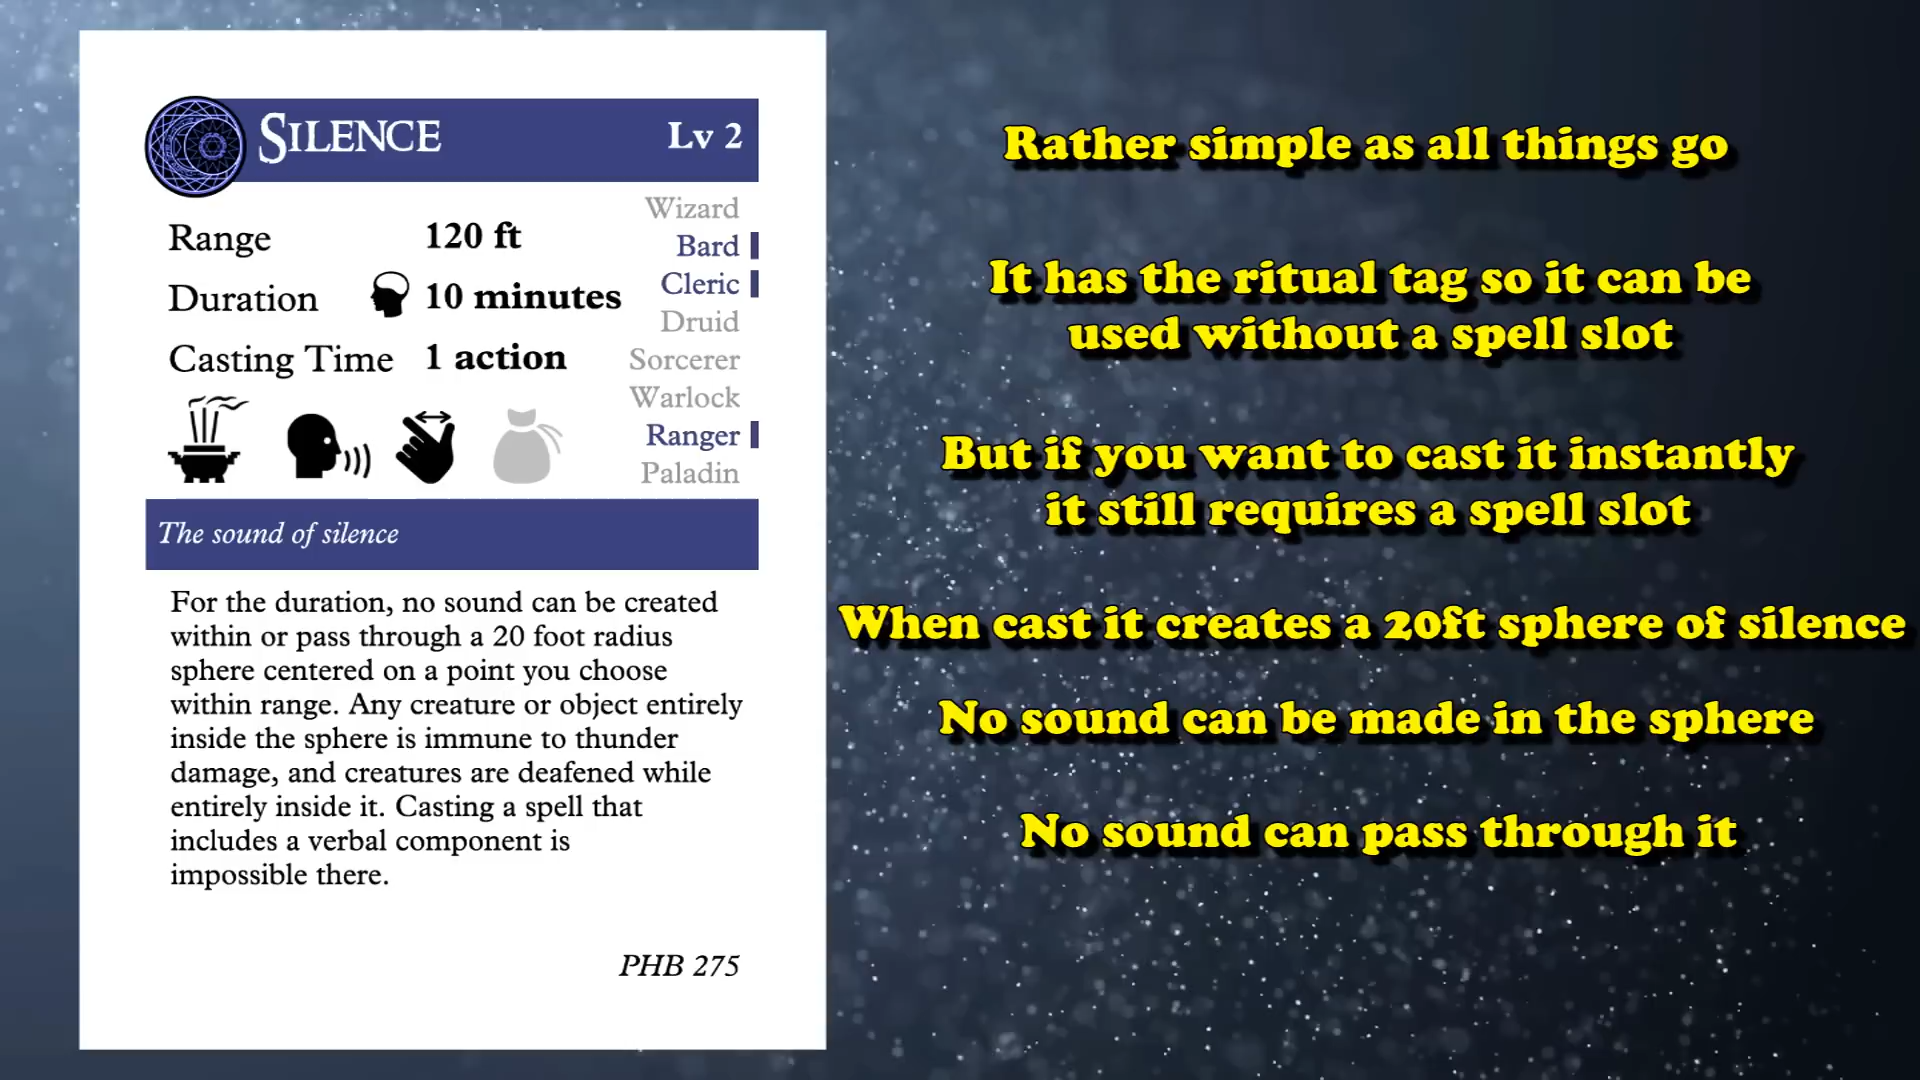 SILENCE Lv 2
Range 120 ft
Duration 10 minutes
Casting Time 1 action
Wizard
Bard
Cleric
Druid
Sorcerer
Warlock
Ranger
Paladin
The sound of silence
For the duration, no sound can be created
within or pass through a 20 foot radius
sphere centered on a point you choose
within range. Any creature or object entirely
inside the sphere is immune to thunder
damage, and creatures are deafened while
entirely inside it. Casting a spell that
includes a verbal component is
impossible there.
PHB 275
Rather simple as all things go
It has the ritual tag so it can be
used without a spell slot
But if you want to cast it instantly
it still requires a spell slot
When cast it creates a 20ft sphere of silence
No sound can be made in the sphere
No sound can pass through it